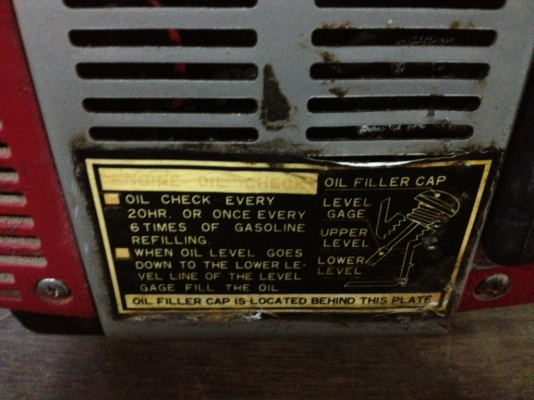 ENGINE OIL CHECK
OIL CHECK EVERY
20HR. OR ONCE EVERY
6 TIMES OF GASOLINE
REFILLING.
WHEN OIL LEVEL GOES
DOWN TO THE LOWER LE-
VEL LINE OF THE LEVEL
GAGE FILL THE OIL
OIL FILLER CAP
LEVEL
GAGE
UPPER
LEVEL
LOWER
LEVEL
OIL FILLER CAP IS LOCATED BEHIND THIS PLATE